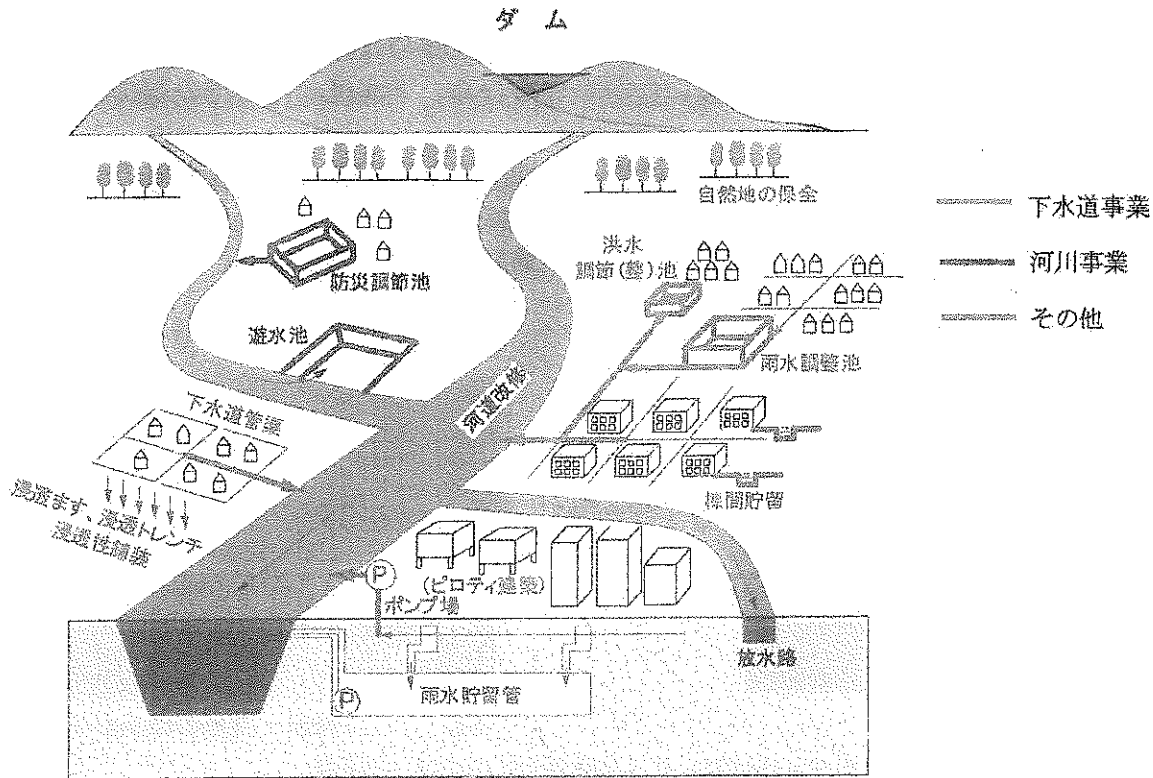 ダム
自然地の保全
下水道事業
河川事業
その他
洪水
調節(整)池
防災調節池
遊水池
雨水調整池
河道改修
下水道管渠
棟間貯留
浸透ます、浸透トレンチ
浸透性舗装
P
(ピロティ建築)
ポンプ場
放水路
雨水貯留管
P